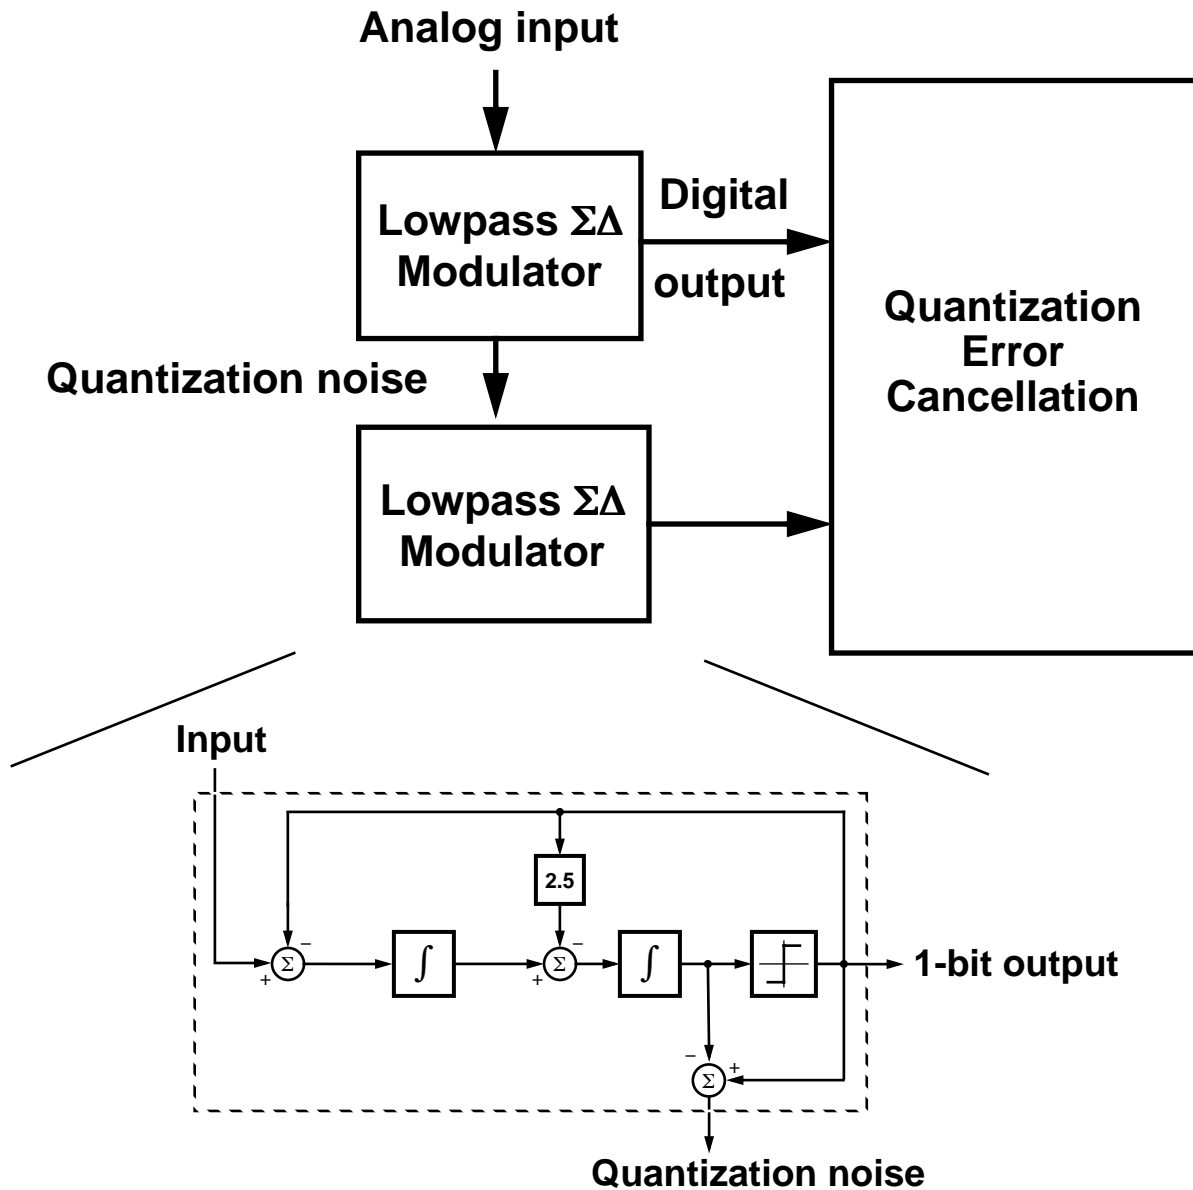 Analog input
Lowpass ΣΔ
Modulator
Digital
output
Quantization
Error
Cancellation
Quantization noise
Lowpass ΣΔ
Modulator
Input
2.5
−
+
Σ
∫
−
+
Σ
∫
1-bit output
−
+
Σ
Quantization noise